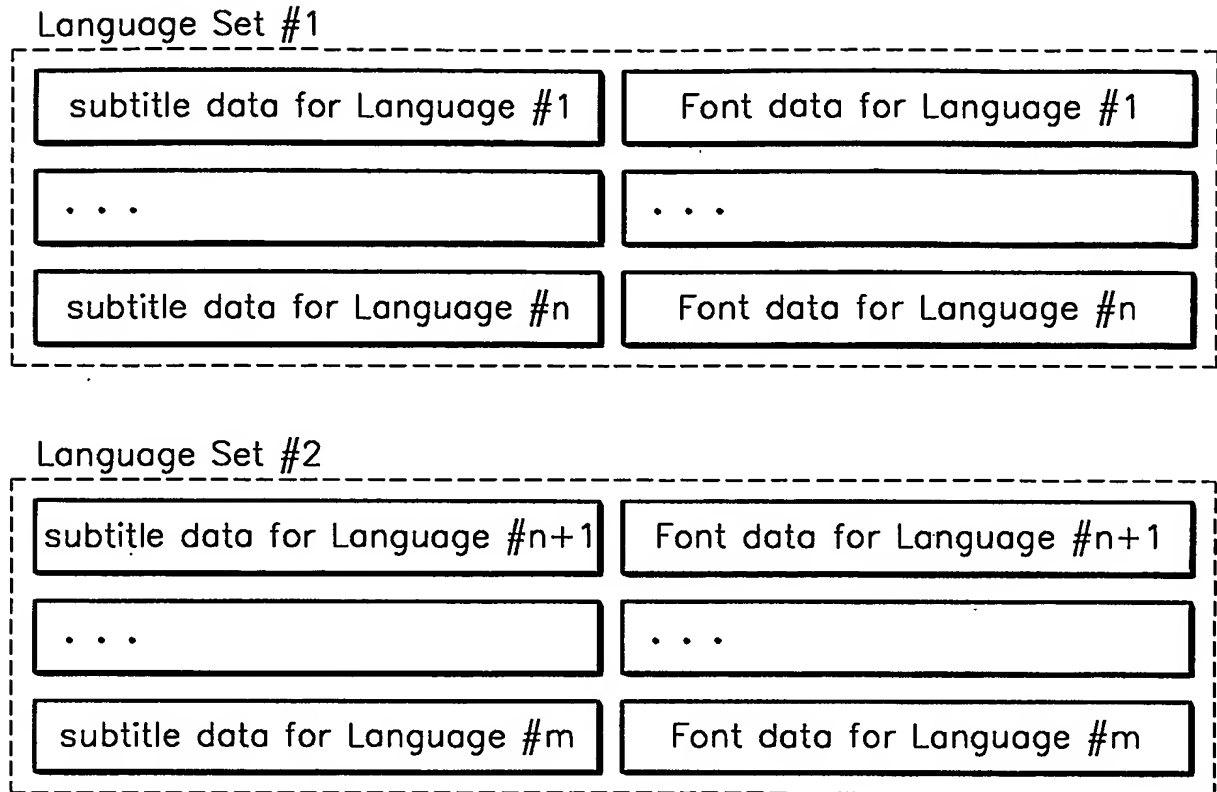 Language Set #1
subtitle data for Language #1 Font data for Language #1
... ...
subtitle data for Language #n Font data for Language #n
Language Set #2
subtitle data for Language #n+1 Font data for Language #n+1
... ...
subtitle data for Language #m Font data for Language #m